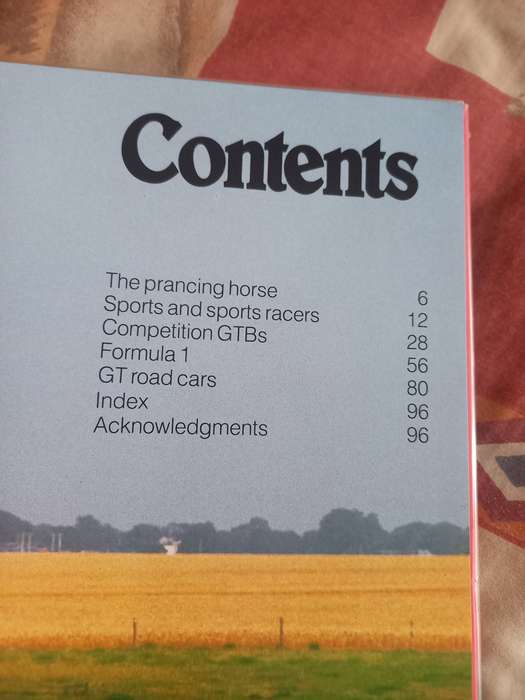 Contents
The prancing horse 6
Sports and sports racers 12
Competition GTBs 28
Formula 1 56
GT road cars 80
Index 96
Acknowledgments 96